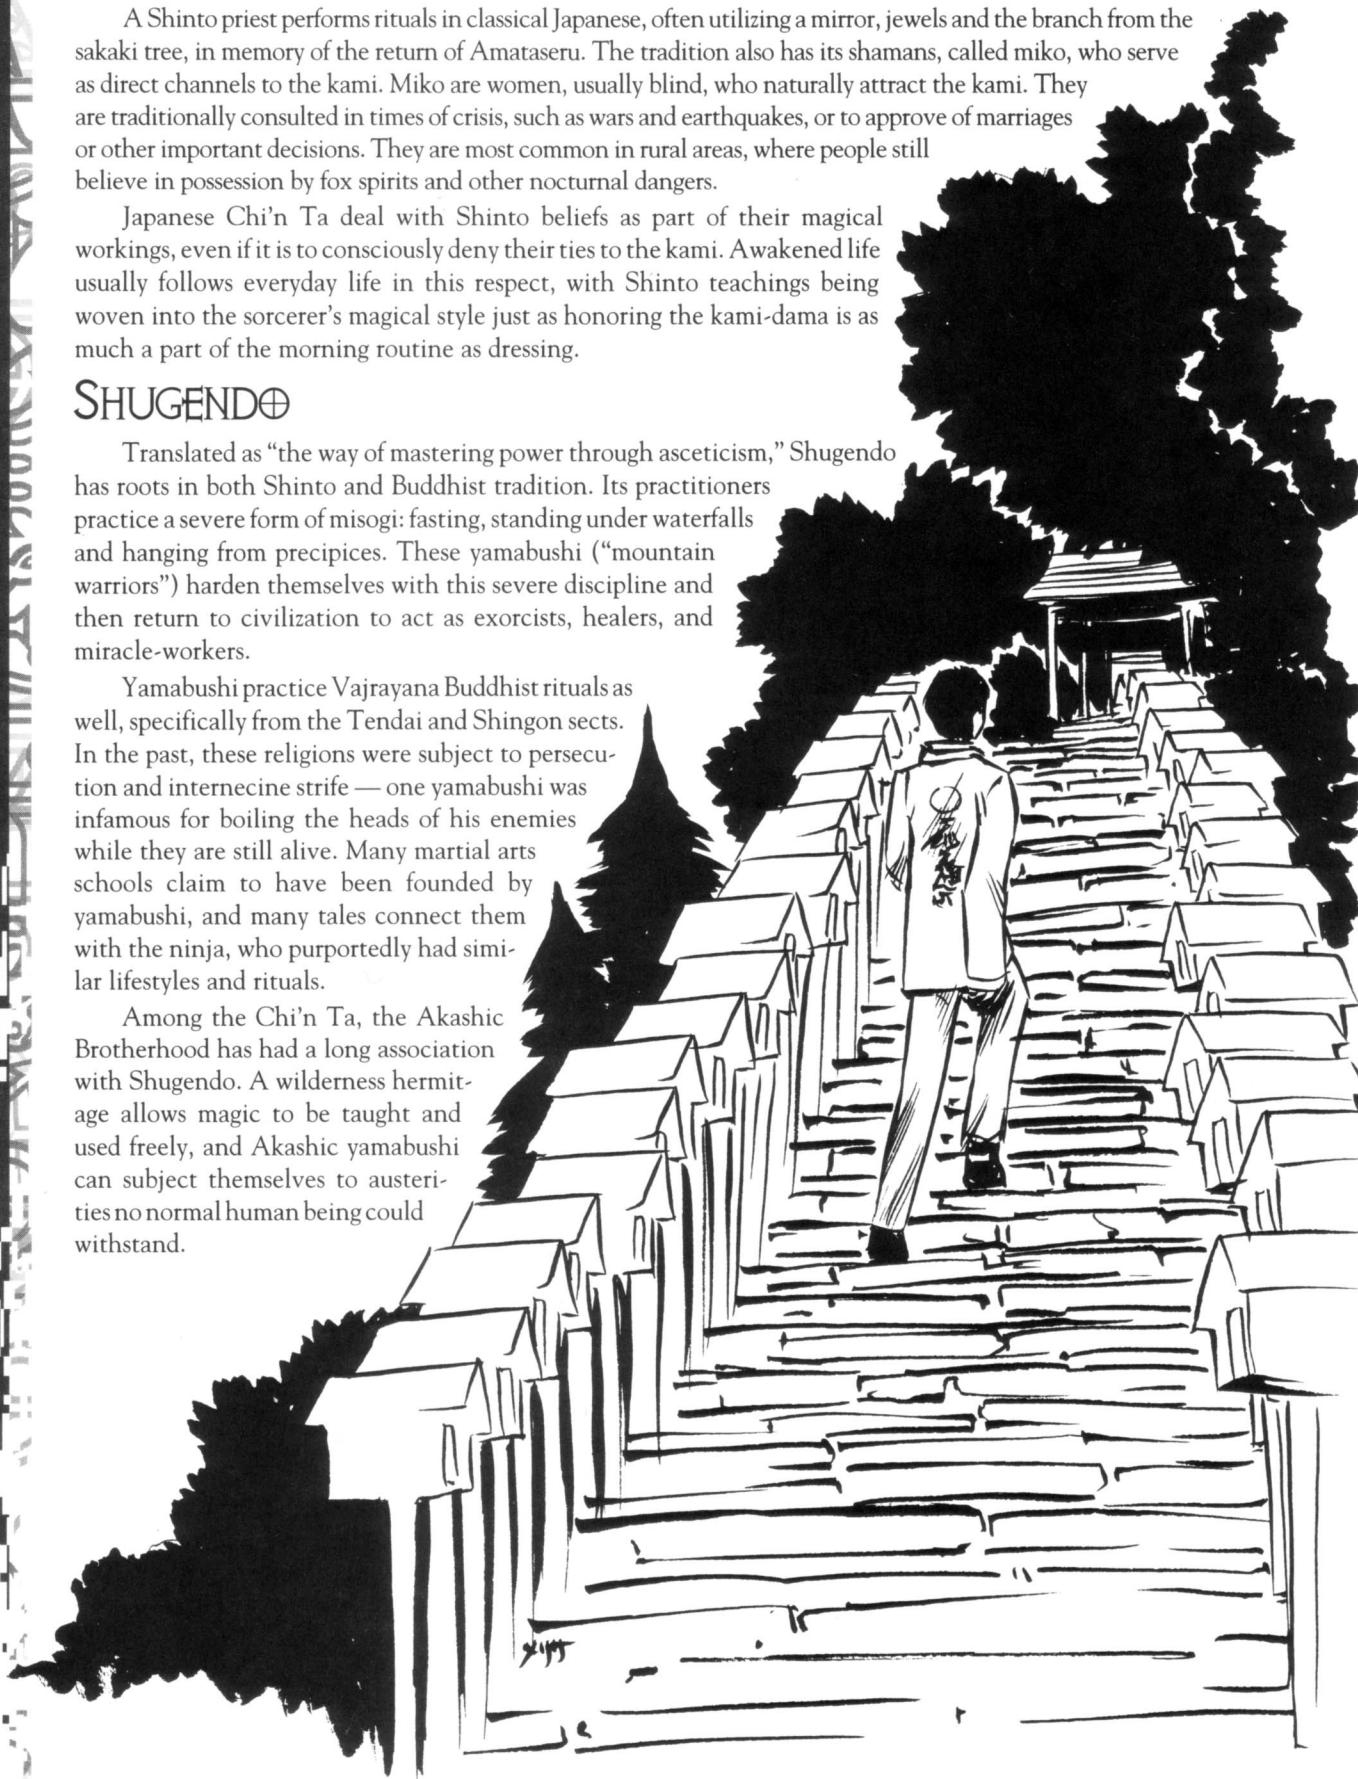 A Shinto priest performs rituals in classical Japanese, often utilizing a mirror, jewels and the branch from the
sakaki tree, in memory of the return of Amataseru. The tradition also has its shamans, called miko, who serve
as direct channels to the kami. Miko are women, usually blind, who naturally attract the kami. They
are traditionally consulted in times of crisis, such as wars and earthquakes, or to approve of marriages
or other important decisions. They are most common in rural areas, where people still
believe in possession by fox spirits and other nocturnal dangers.
Japanese Chi'n Ta deal with Shinto beliefs as part of their magical
workings, even if it is to consciously deny their ties to the kami. Awakened life
usually follows everyday life in this respect, with Shinto teachings being
woven into the sorcerer's magical style just as honoring the kami-dama is as
much a part of the morning routine as dressing.
SHUGENDO
Translated as “the way of mastering power through asceticism,” Shugendo
has roots in both Shinto and Buddhist tradition. Its practitioners
practice a severe form of misogi: fasting, standing under waterfalls
and hanging from precipices. These yamabushi (“mountain
warriors”) harden themselves with this severe discipline and
then return to civilization to act as exorcists, healers, and
miracle-workers.
Yamabushi practice Vajrayana Buddhist rituals as
well, specifically from the Tendai and Shingon sects.
In the past, these religions were subject to persecu-
tion and internecine strife — one yamabushi was
infamous for boiling the heads of his enemies
while they are still alive. Many martial arts
schools claim to have been founded by
yamabushi, and many tales connect them
with the ninja, who purportedly had simi-
lar lifestyles and rituals.
Among the Chi'n Ta, the Akashic
Brotherhood has had a long association
with Shugendo. A wilderness hermit-
age allows magic to be taught and
used freely, and Akashic yamabushi
can subject themselves to austeri-
ties no normal human being could
withstand.